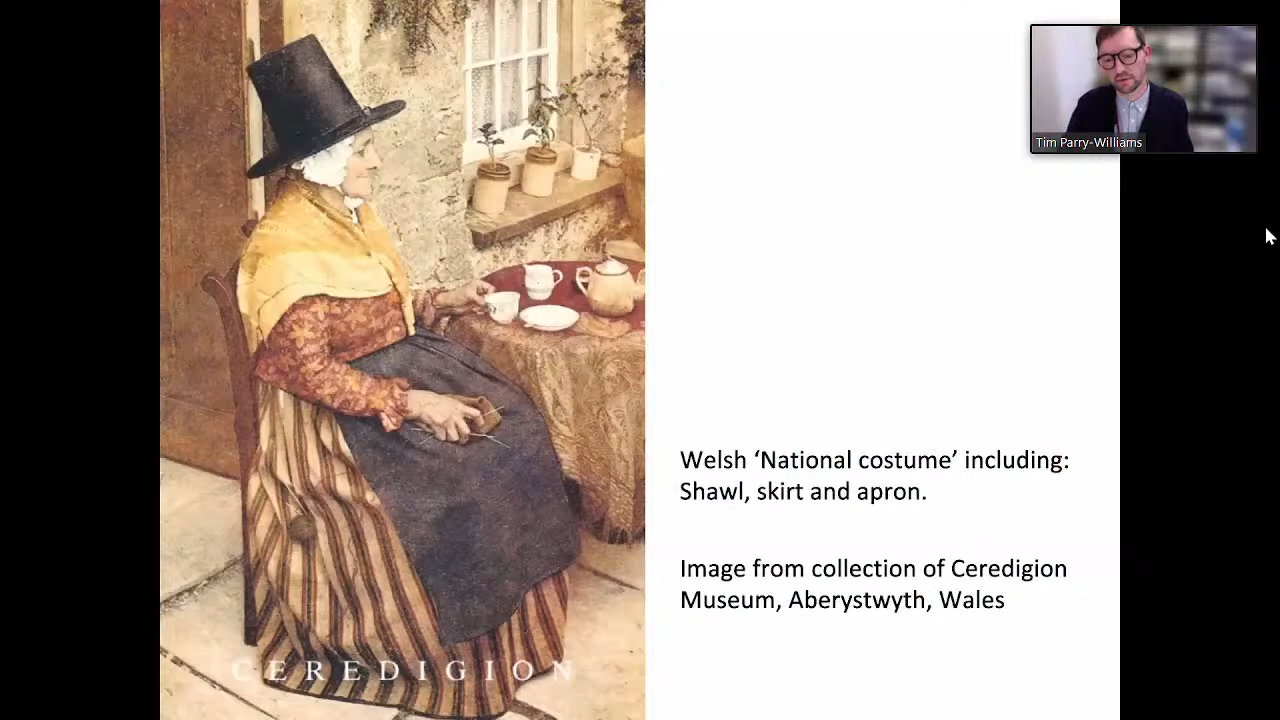 Tim Parry-Williams
Welsh ‘National costume’ including:
Shawl, skirt and apron.
Image from collection of Ceredigion
Museum, Aberystwyth, Wales
CEREDIGION